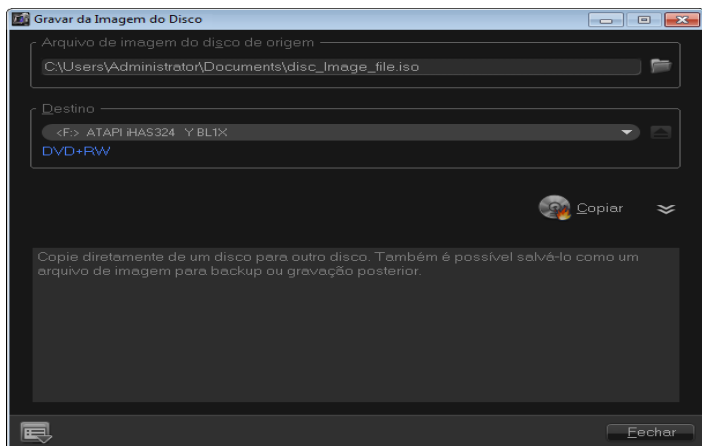 Gravar da Imagem do Disco
Arquivo de imagem do disco de origem
C:\Users\Administrator\Documents\disc_Image_file.iso
Destino
<F:> ATAPI iHAS324 Y BL1X
DVD+RW
Copiar
Copie diretamente de um disco para outro disco. Também é possível salvá-lo como um
arquivo de imagem para backup ou gravação posterior.
Fechar